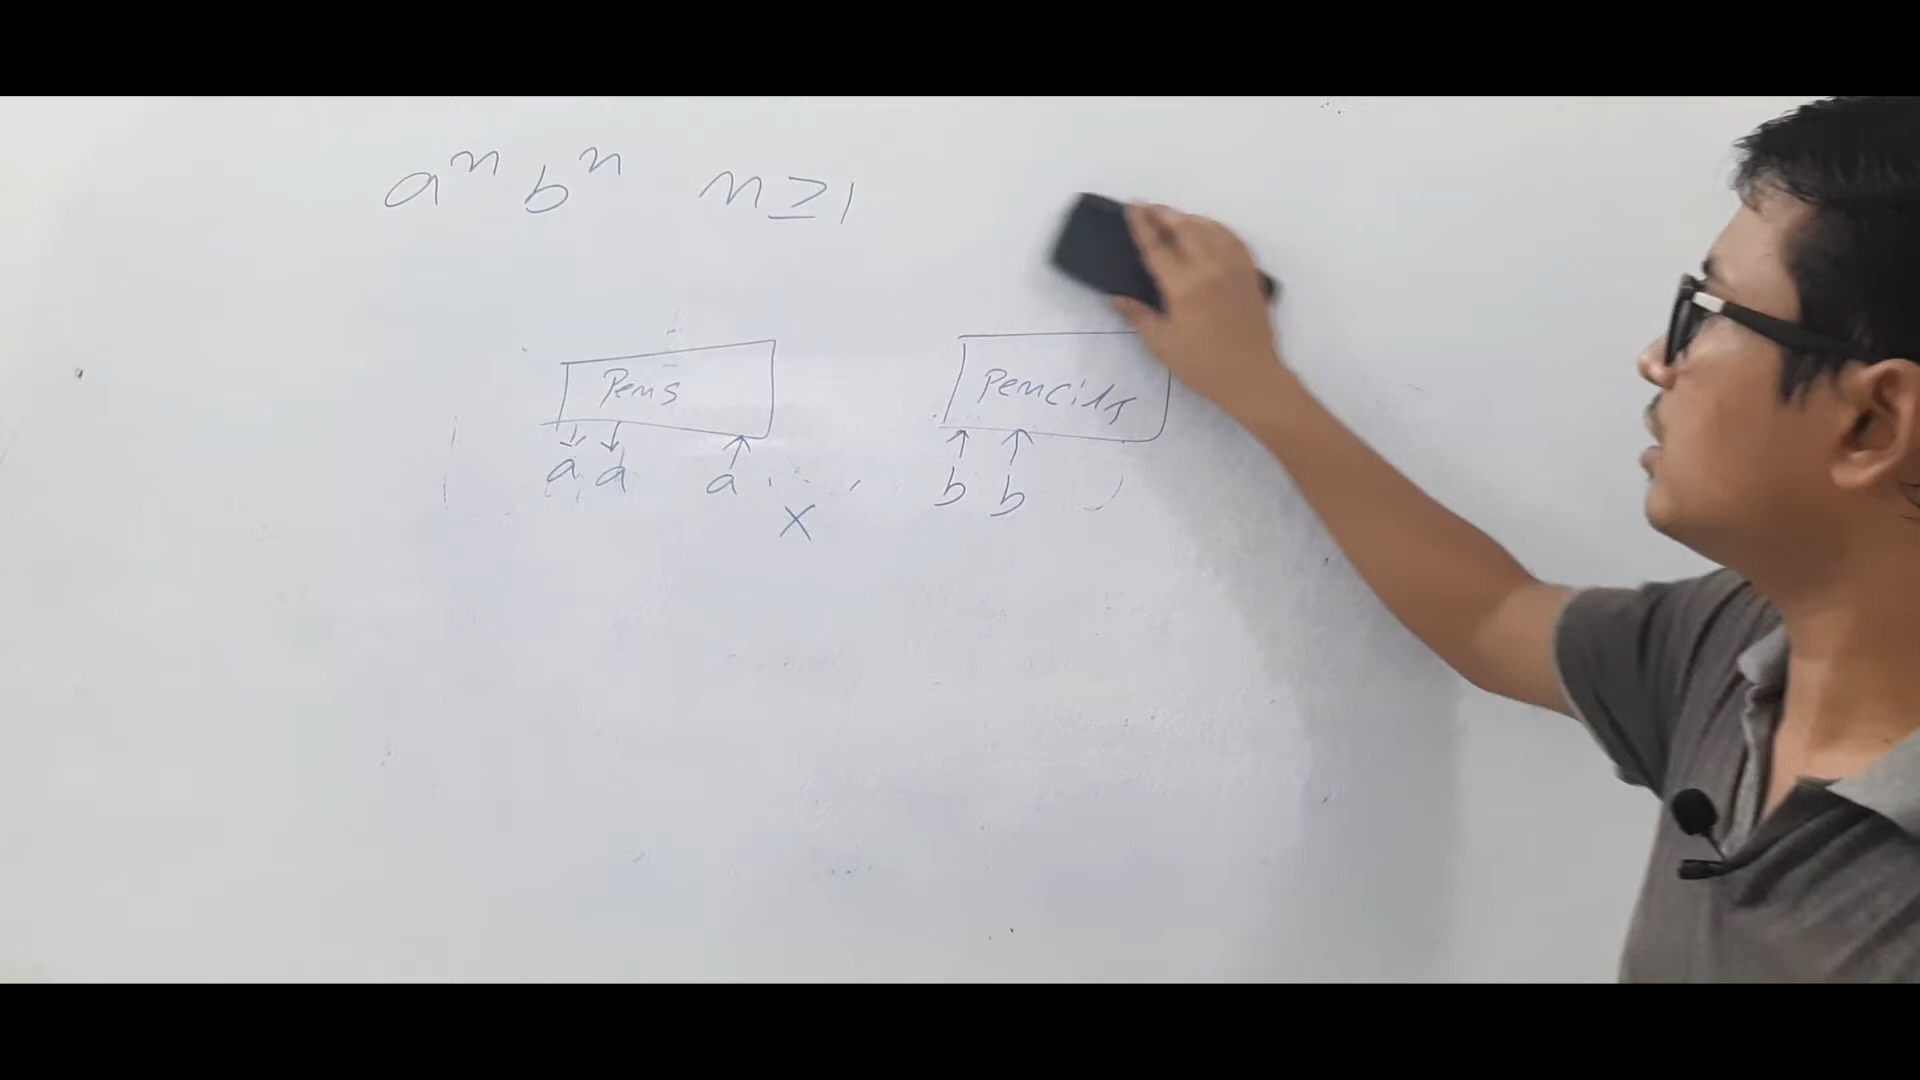 aⁿ bⁿ n ≥ 1
Pens Pencils
a a a b b
X